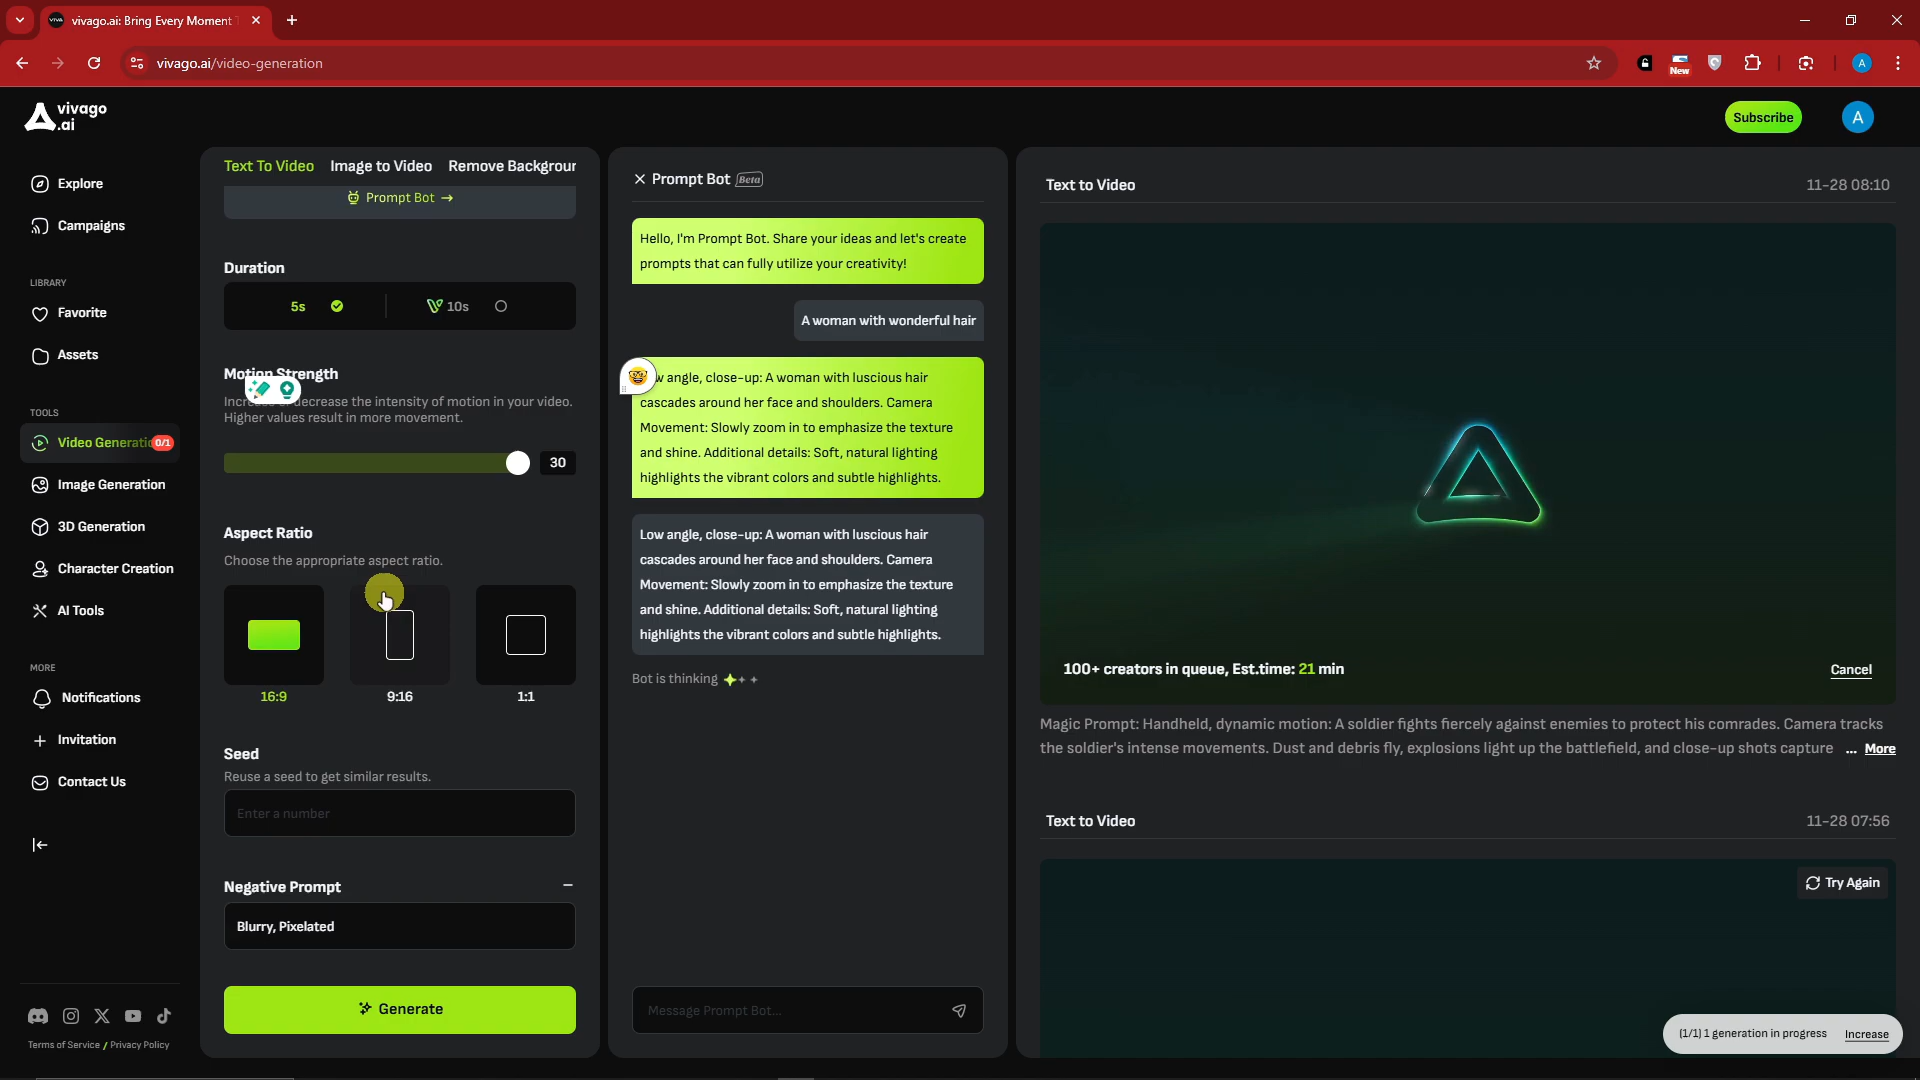 vivago.ai: Bring Every Moment
vivago.ai/video-generation
New
A
vivago
.ai
Subscribe
A
Explore
Campaigns
LIBRARY
Favorite
Assets
TOOLS
Video Generatio
0/1
Image Generation
3D Generation
Character Creation
AI Tools
MORE
Notifications
Invitation
Contact Us
Terms of Service / Privacy Policy
Text To Video Image to Video Remove Backgroun
Prompt Bot →
Duration
5s
10s
Motion Strength
Increase decrease the intensity of motion in your video.
Higher values result in more movement.
30
Aspect Ratio
Choose the appropriate aspect ratio.
16:9
9:16
1:1
Seed
Reuse a seed to get similar results.
Enter a number
Negative Prompt
Blurry, Pixelated
Generate
Prompt Bot Beta
Hello, I'm Prompt Bot. Share your ideas and let's create
prompts that can fully utilize your creativity!
A woman with wonderful hair
w angle, close-up: A woman with luscious hair
cascades around her face and shoulders. Camera
Movement: Slowly zoom in to emphasize the texture
and shine. Additional details: Soft, natural lighting
highlights the vibrant colors and subtle highlights.
Low angle, close-up: A woman with luscious hair
cascades around her face and shoulders. Camera
Movement: Slowly zoom in to emphasize the texture
and shine. Additional details: Soft, natural lighting
highlights the vibrant colors and subtle highlights.
Bot is thinking
Message Prompt Bot...
Text to Video 11-28 08:10
100+ creators in queue, Est.time: 21 min
Cancel
Magic Prompt: Handheld, dynamic motion: A soldier fights fiercely against enemies to protect his comrades. Camera tracks
the soldier's intense movements. Dust and debris fly, explosions light up the battlefield, and close-up shots capture ... More
Text to Video 11-28 07:56
Try Again
(1/1) 1 generation in progress Increase